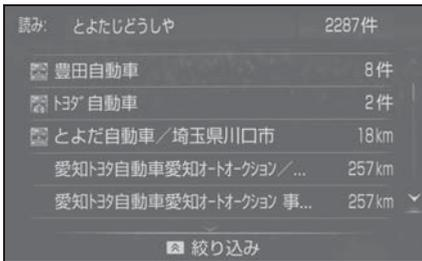 読み: とよたじどうしや 2287件
豊田自動車 8件
ﾄﾖﾀﾞ自動車 2件
とよだ自動車／埼玉県川口市 18km
愛知ﾄﾖﾀ自動車愛知ｵｰﾄｵｰｸｼｮﾝ／... 257km
愛知ﾄﾖﾀ自動車愛知ｵｰﾄｵｰｸｼｮﾝ 事... 257km
絞り込み